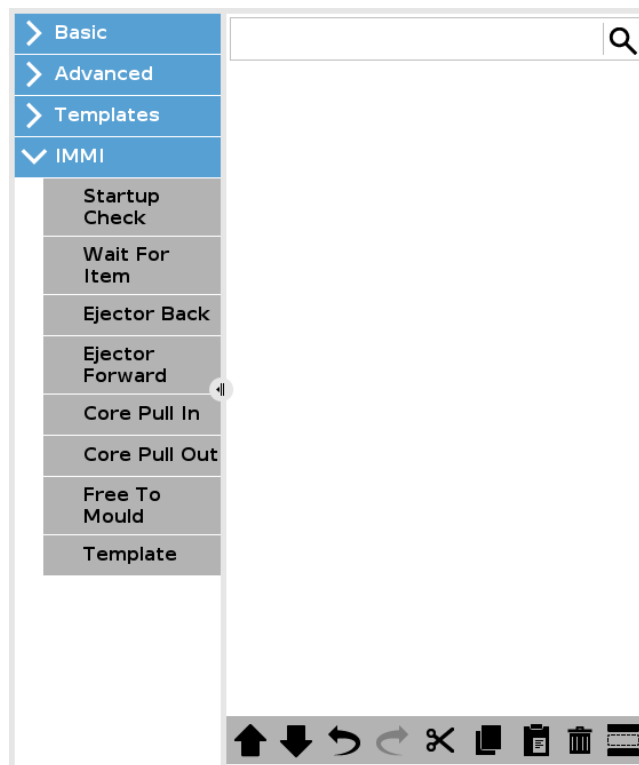 Basic
Advanced
Templates
IMMI
Startup
Check
Wait For
Item
Ejector Back
Ejector
Forward
Core Pull In
Core Pull Out
Free To
Mould
Template